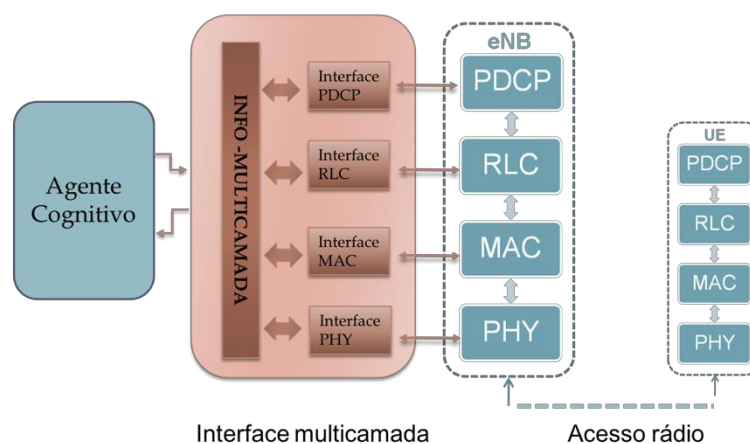 Agente
Cognitivo
INFO -MULTICAMADA
Interface
PDCP
Interface
RLC
Interface
MAC
Interface
PHY
eNB
PDCP
RLC
MAC
PHY
UE
PDCP
RLC
MAC
PHY
Interface multicamada
Acesso rádio